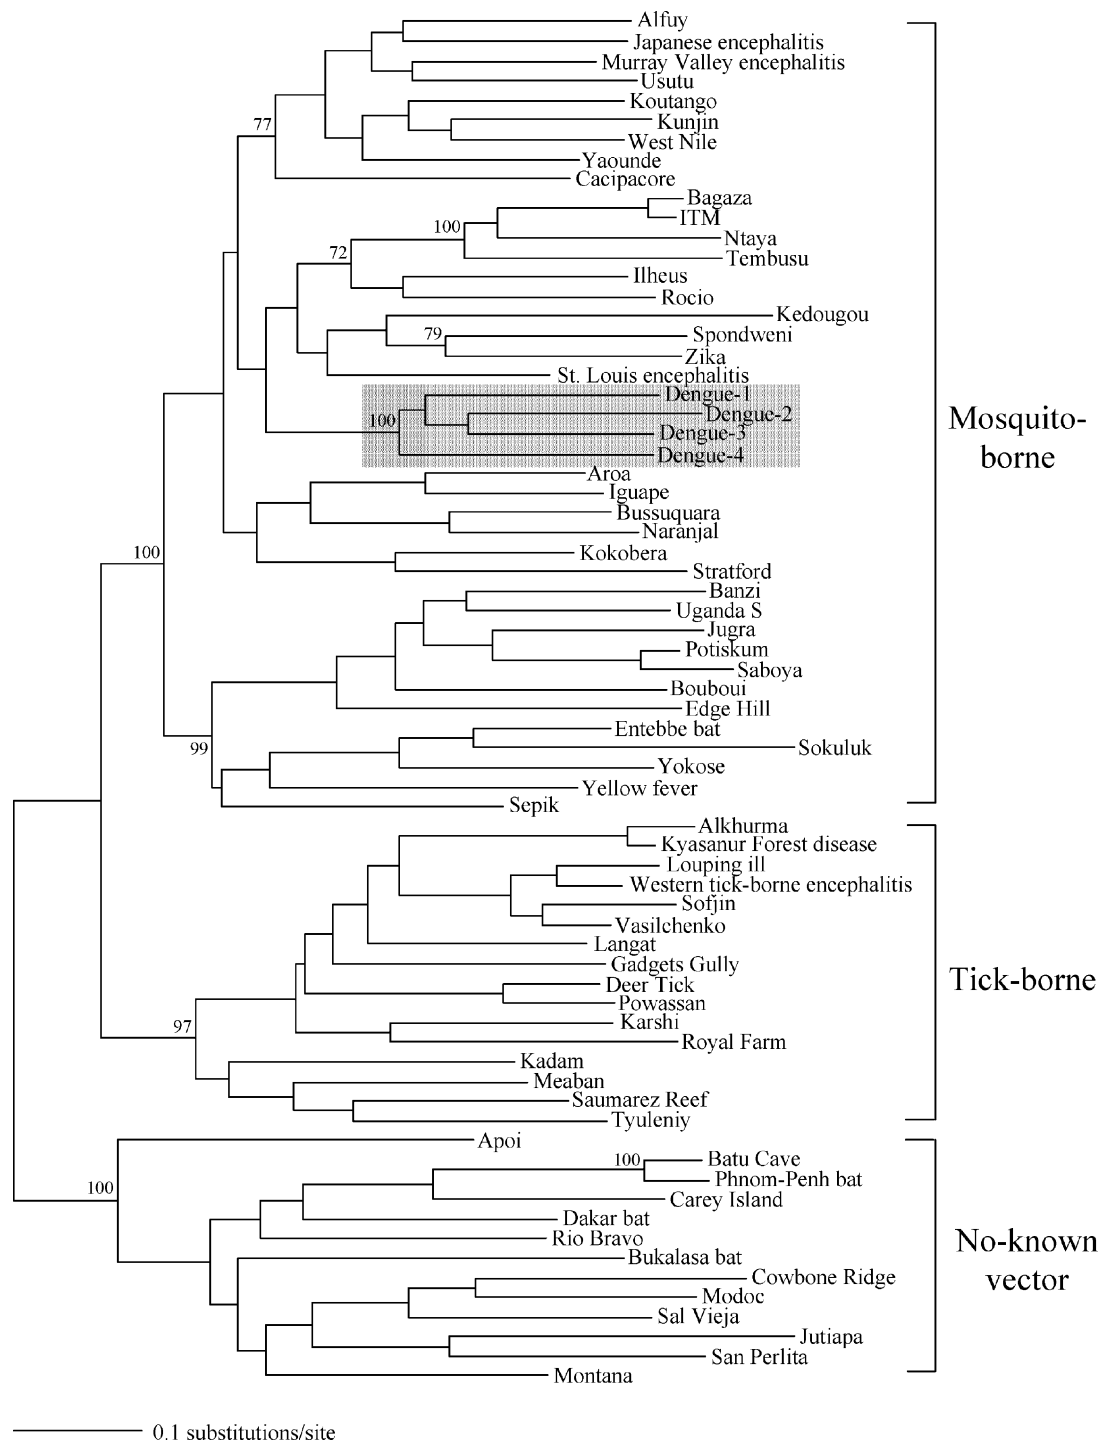 Alfuy
Japanese encephalitis
Murray Valley encephalitis
Usutu
Koutango
77
Kunjin
West Nile
Yaounde
Cacipacore
Bagaza
ITM
100
Ntaya
72
Tembusu
Ilheus
Rocio
Kedougou
79
Spondweni
Zika
St. Louis encephalitis
Dengue-1
100
Dengue-2
Dengue-3
Dengue-4
Mosquito-
borne
Aroa
Iguape
Bussuquara
Naranjal
100
Kokobera
Stratford
Banzi
Uganda S
Jugra
Potiskum
Saboya
Bouboui
Edge Hill
Entebbe bat
99
Sokuluk
Yokose
Yellow fever
Sepik
Alkhurma
Kyasanur Forest disease
Louping ill
Western tick-borne encephalitis
Sofjin
Vasilchenko
Langat
Gadgets Gully
Tick-borne
Deer Tick
Powassan
97
Karshi
Royal Farm
Kadam
Meaban
Saumarez Reef
Tyuleniy
Apoi
100
Batu Cave
Phnom-Penh bat
100
Carey Island
Dakar bat
Rio Bravo
No-known
vector
Bukalasa bat
Cowbone Ridge
Modoc
Sal Vieja
Jutiapa
San Perlita
Montana
0.1 substitutions/site